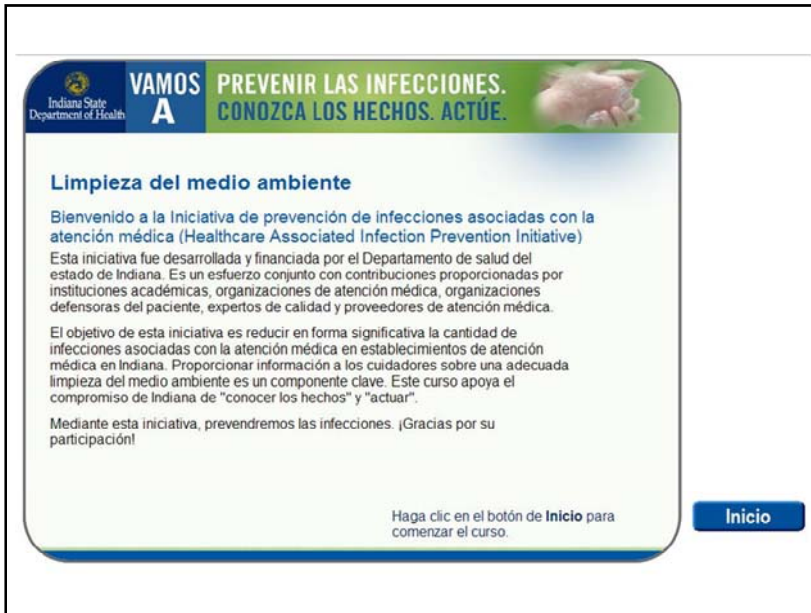 Indiana State
Department of Health
VAMOS
A
PREVENIR LAS INFECCIONES.
CONOZCA LOS HECHOS. ACTÚE.
Limpieza del medio ambiente
Bienvenido a la Iniciativa de prevención de infecciones asociadas con la
atención médica (Healthcare Associated Infection Prevention Initiative)
Esta iniciativa fue desarrollada y financiada por el Departamento de salud del
estado de Indiana. Es un esfuerzo conjunto con contribuciones proporcionadas por
instituciones académicas, organizaciones de atención médica, organizaciones
defensoras del paciente, expertos de calidad y proveedores de atención médica.
El objetivo de esta iniciativa es reducir en forma significativa la cantidad de
infecciones asociadas con la atención médica en establecimientos de atención
médica en Indiana. Proporcionar información a los cuidadores sobre una adecuada
limpieza del medio ambiente es un componente clave. Este curso apoya el
compromiso de Indiana de "conocer los hechos" y "actuar".
Mediante esta iniciativa, prevendremos las infecciones. ¡Gracias por su
participación!
Haga clic en el botón de Inicio para
comenzar el curso.
Inicio